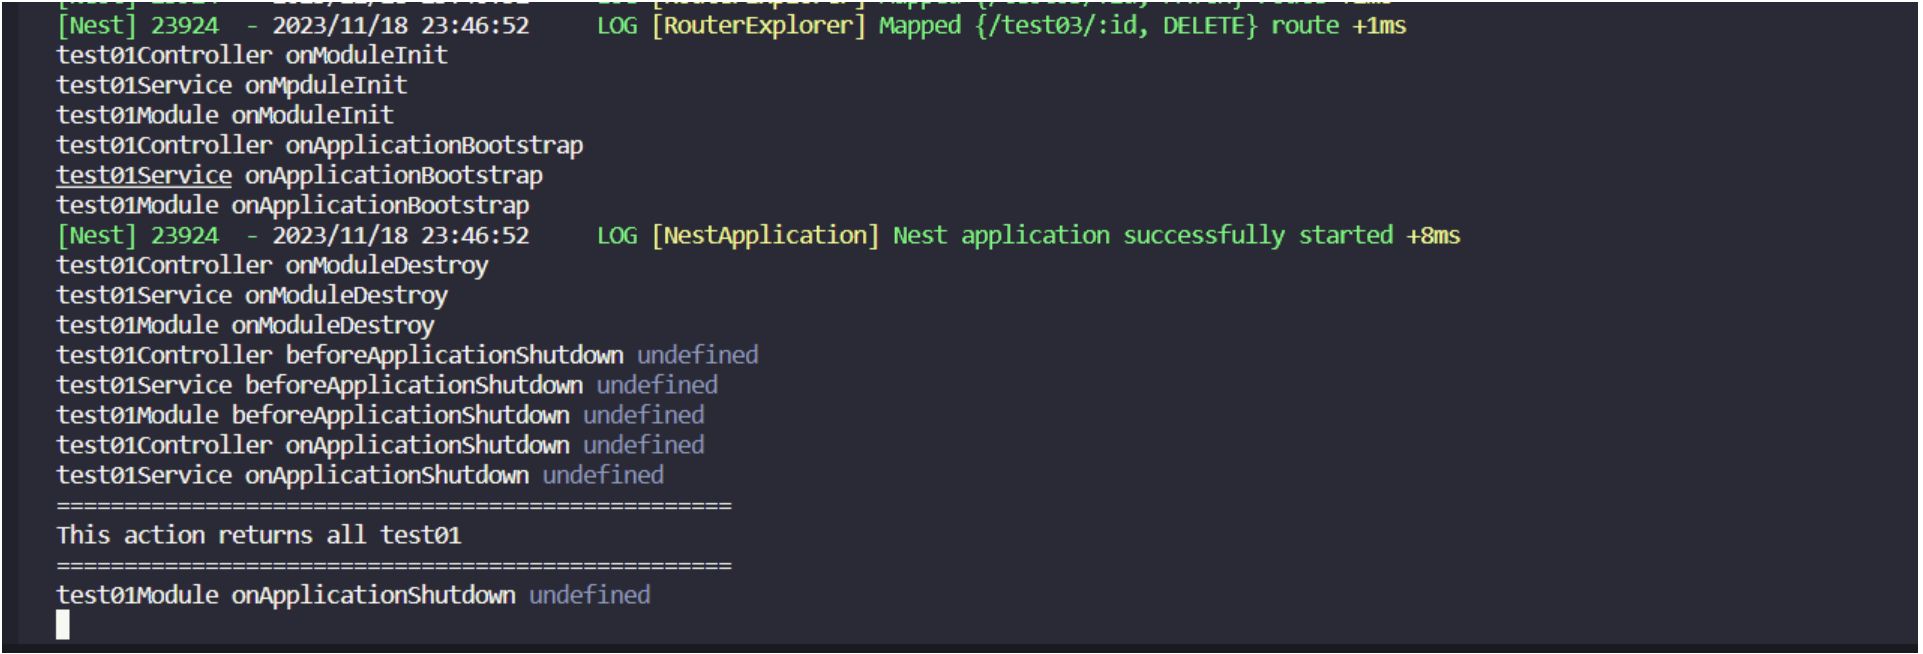 [Nest] 23924  - 2023/11/18 23:46:52     LOG [RouterExplorer] Mapped {/test03/:id, DELETE} route +1ms
test01Controller onModuleInit
test01Service onMpduleInit
test01Module onModuleInit
test01Controller onApplicationBootstrap
test01Service onApplicationBootstrap
test01Module onApplicationBootstrap
[Nest] 23924  - 2023/11/18 23:46:52     LOG [NestApplication] Nest application successfully started +8ms
test01Controller onModuleDestroy
test01Service onModuleDestroy
test01Module onModuleDestroy
test01Controller beforeApplicationShutdown undefined
test01Service beforeApplicationShutdown undefined
test01Module beforeApplicationShutdown undefined
test01Controller onApplicationShutdown undefined
test01Service onApplicationShutdown undefined
==================================================
This action returns all test01
==================================================
test01Module onApplicationShutdown undefined